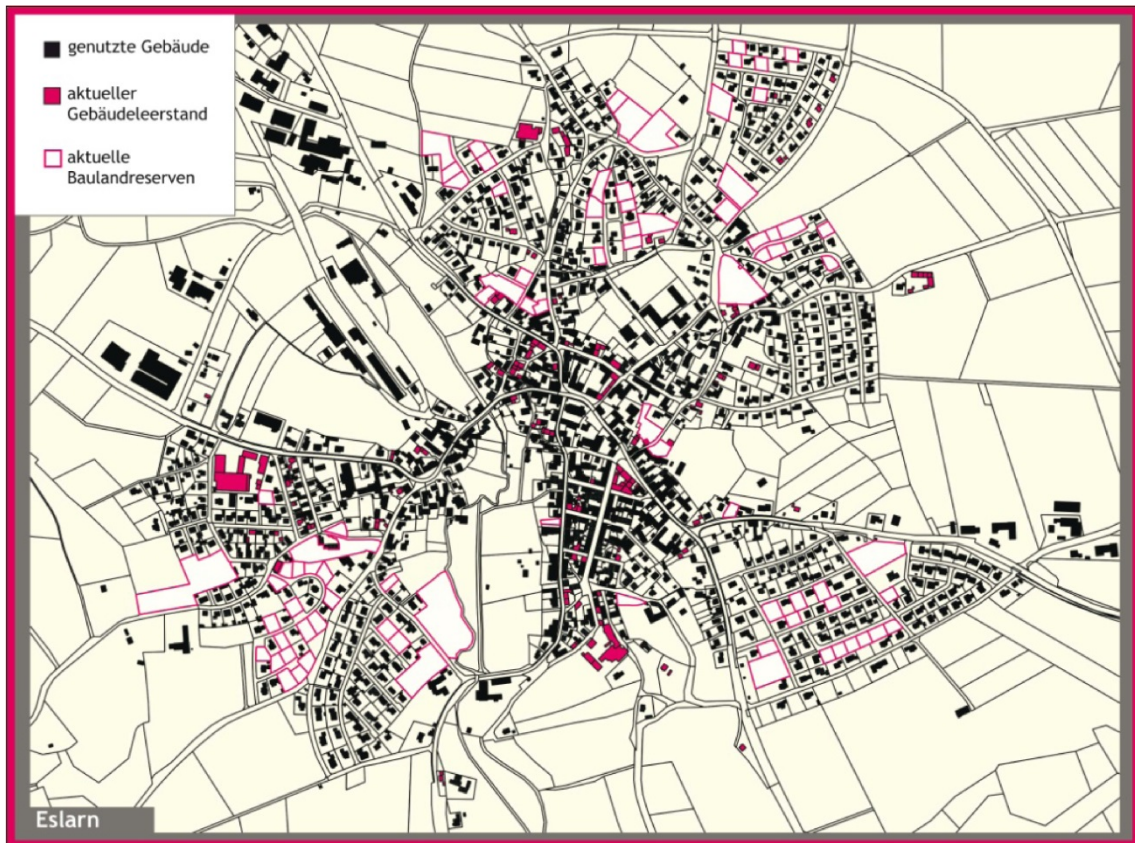 genutzte Gebäude
aktueller
Gebäudeleerstand
aktuelle
Baulandreserven
Eslarn